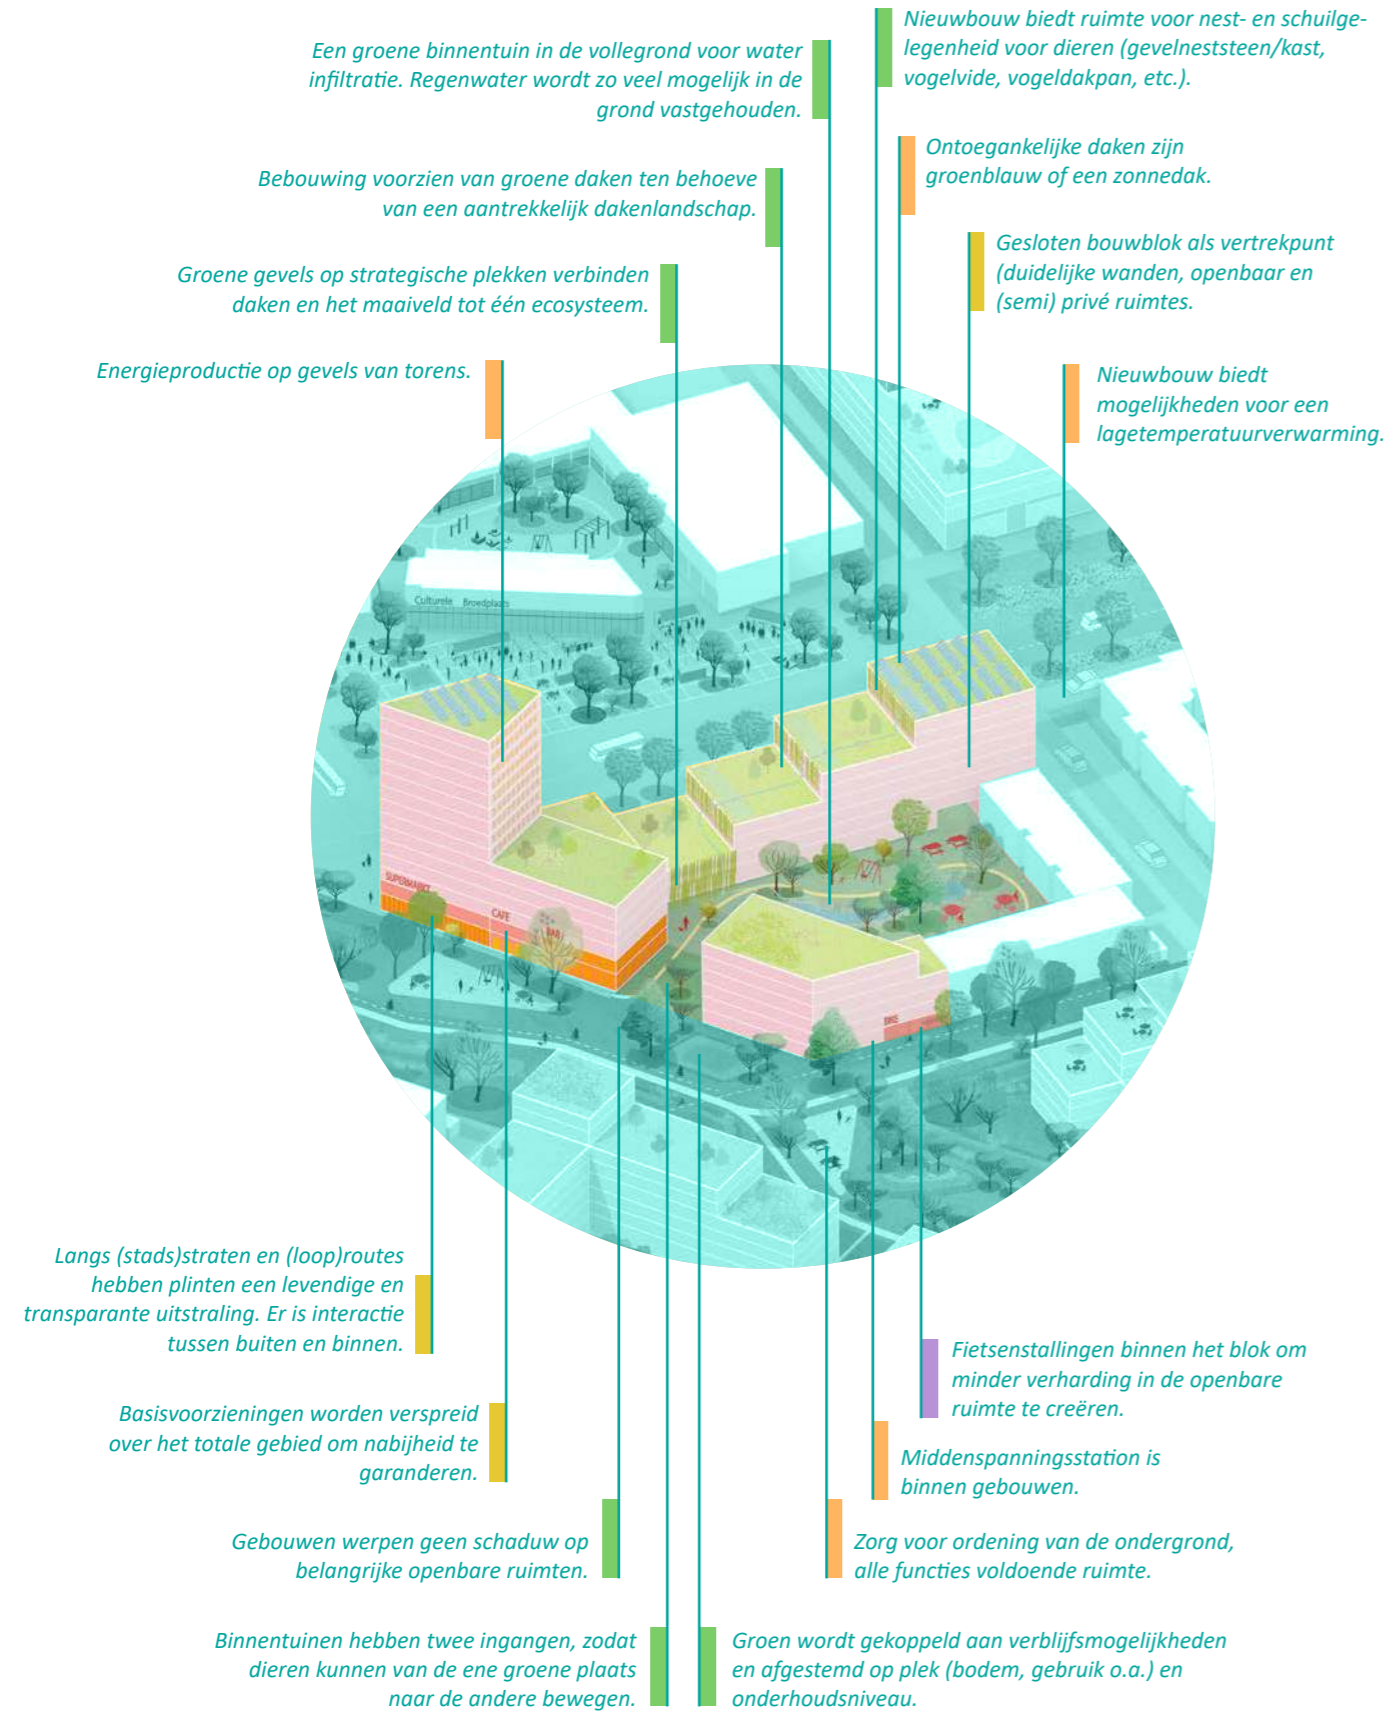 Nieuwbouw biedt ruimte voor nest- en schuilge-
legenheid voor dieren (gevelneststeen/kast,
vogelvide, vogeldakpan, etc.).
Een groene binnentuin in de vollegrond voor water
infiltratie. Regenwater wordt zo veel mogelijk in de
grond vastgehouden.
Ontoegankelijke daken zijn
groenblauw of een zonnedak.
Bebouwing voorzien van groene daken ten behoeve
van een aantrekkelijk dakenlandschap.
Gesloten bouwblok als vertrekpunt
(duidelijke wanden, openbaar en
(semi) privé ruimtes.
Groene gevels op strategische plekken verbinden
daken en het maaiveld tot één ecosysteem.
Energieproductie op gevels van torens.
Nieuwbouw biedt
mogelijkheden voor een
lagetemperatuurverwarming.
Culturele Broedplaats
SUPERMARKT
CAFE
BAR
BIKE
Langs (stads)straten en (loop)routes
hebben plinten een levendige en
transparante uitstraling. Er is interactie
tussen buiten en binnen.
Fietsenstallingen binnen het blok om
minder verharding in de openbare
ruimte te creëren.
Basisvoorzieningen worden verspreid
over het totale gebied om nabijheid te
garanderen.
Middenspanningsstation is
binnen gebouwen.
Gebouwen werpen geen schaduw op
belangrijke openbare ruimten.
Zorg voor ordening van de ondergrond,
alle functies voldoende ruimte.
Binnentuinen hebben twee ingangen, zodat
dieren kunnen van de ene groene plaats
naar de andere bewegen.
Groen wordt gekoppeld aan verblijfsmogelijkheden
en afgestemd op plek (bodem, gebruik o.a.) en
onderhoudsniveau.